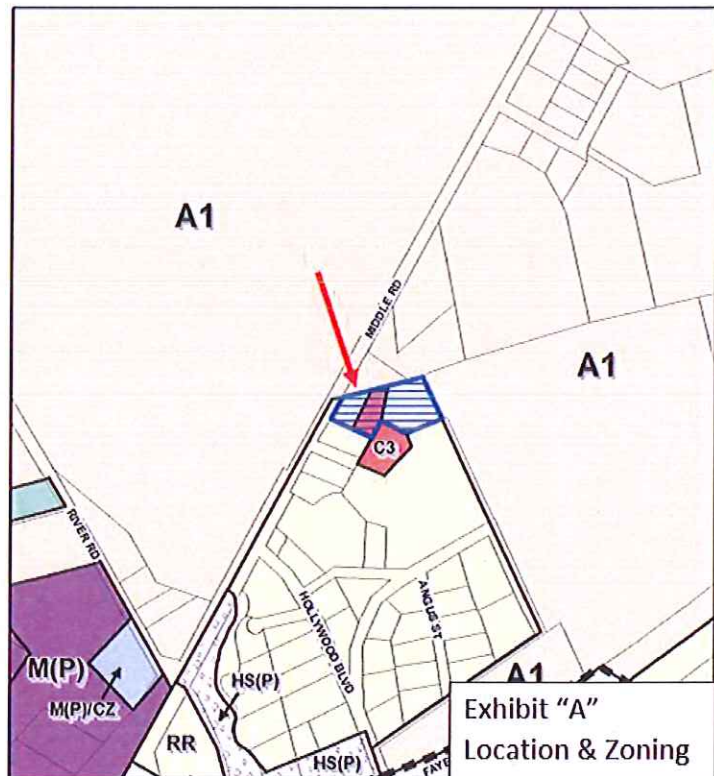 A1
MIDDLE RD
A1
C3
RIVER RD
HOLLYWOOD BLVD
ANGUS ST
M(P)
M(P)/CZ
HS(P)
RR
A1
HS(P)
Exhibit "A"
Location & Zoning